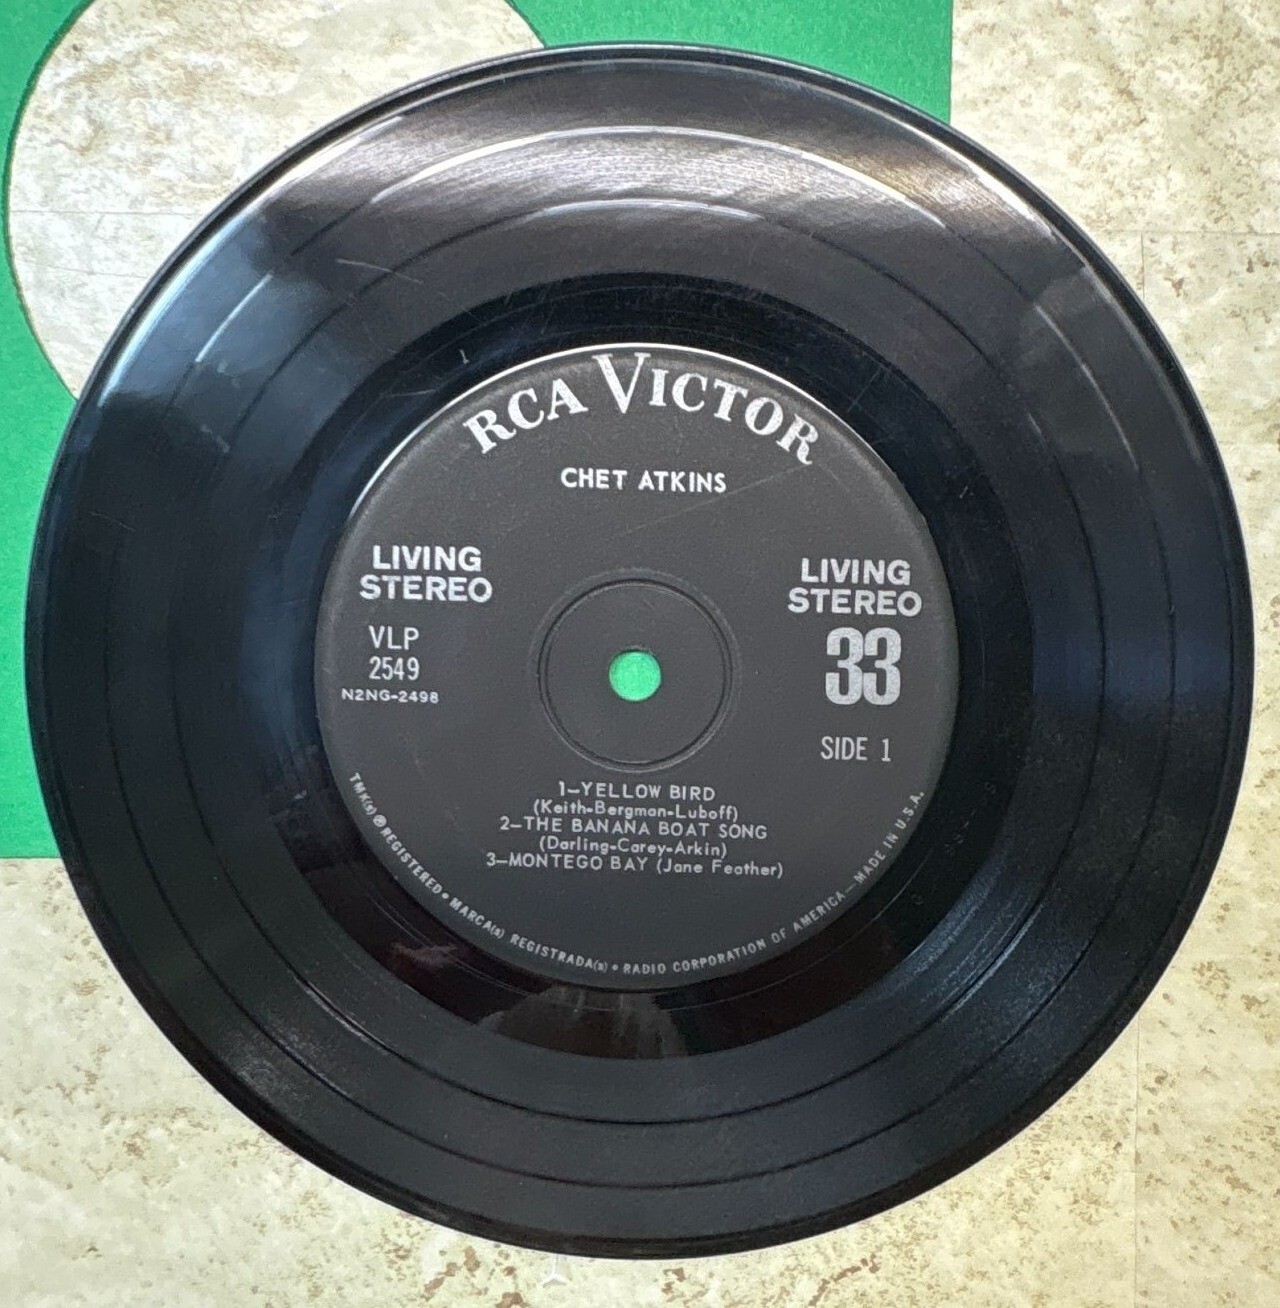 RCA VICTOR
CHET ATKINS
LIVING
STEREO
VLP
2549
N2NG-2498
LIVING
STEREO
33
SIDE 1
1–YELLOW BIRD
(Keith-Bergman-Luboff)
2–THE BANANA BOAT SONG
(Darling-Carey-Arkin)
3–MONTEGO BAY (Jane Feather)
TMK(s) ® REGISTERED • MARCA(s) REGISTRADA(s) • RADIO CORPORATION OF AMERICA — MADE IN U.S.A.